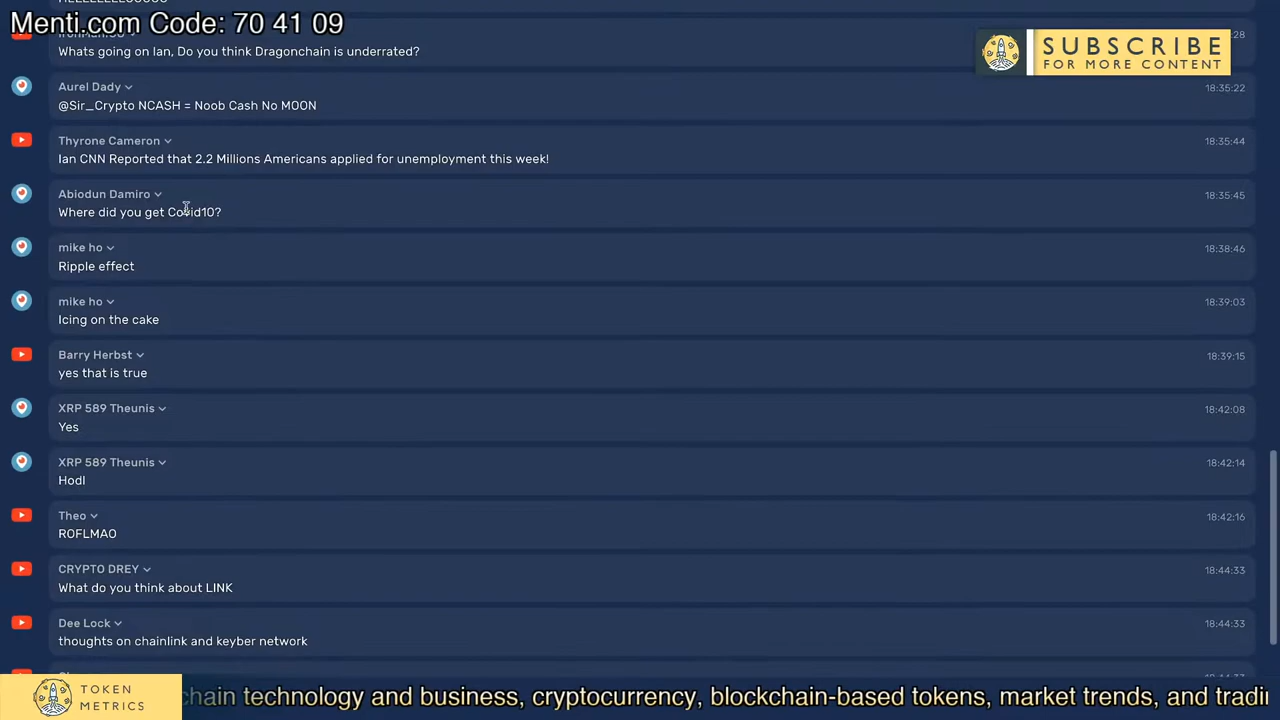 Menti.com Code: 70 41 09
Whats going on Ian, Do you think Dragonchain is underrated?
:28
SUBSCRIBE
FOR MORE CONTENT
Aurel Dady
18:35:22
@Sir_Crypto NCASH = Noob Cash No MOON
Thyrone Cameron
18:35:44
Ian CNN Reported that 2.2 Millions Americans applied for unemployment this week!
Abiodun Damiro
18:35:45
Where did you get Covid10?
mike ho
18:38:46
Ripple effect
mike ho
18:39:03
Icing on the cake
Barry Herbst
18:39:15
yes that is true
XRP 589 Theunis
18:42:08
Yes
XRP 589 Theunis
18:42:14
Hodl
Theo
18:42:16
ROFLMAO
CRYPTO DREY
18:44:33
What do you think about LINK
Dee Lock
18:44:33
thoughts on chainlink and keyber network
TOKEN
METRICS
chain technology and business, cryptocurrency, blockchain-based tokens, market trends, and tradi